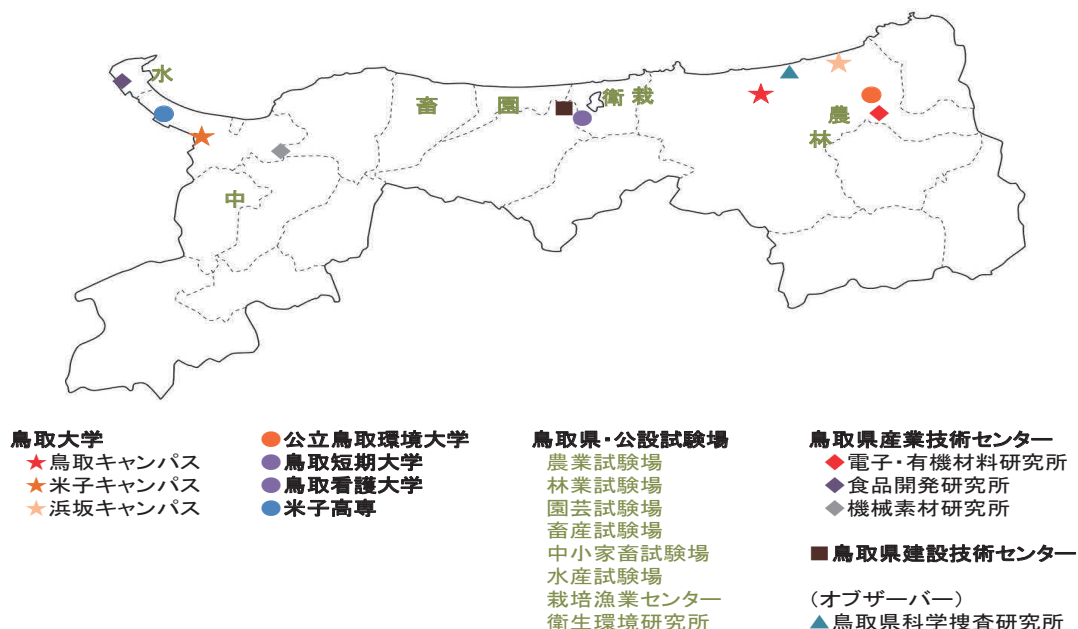 水
畜
園
衛
栽
農
林
中
鳥取大学
鳥取キャンパス
米子キャンパス
浜坂キャンパス
公立鳥取環境大学
鳥取短期大学
鳥取看護大学
米子高専
鳥取県・公設試験場
農業試験場
林業試験場
園芸試験場
畜産試験場
中小家畜試験場
水産試験場
栽培漁業センター
衛生環境研究所
鳥取県産業技術センター
電子・有機材料研究所
食品開発研究所
機械素材研究所
鳥取県建設技術センター
(オブザーバー)
鳥取県科学捜査研究所